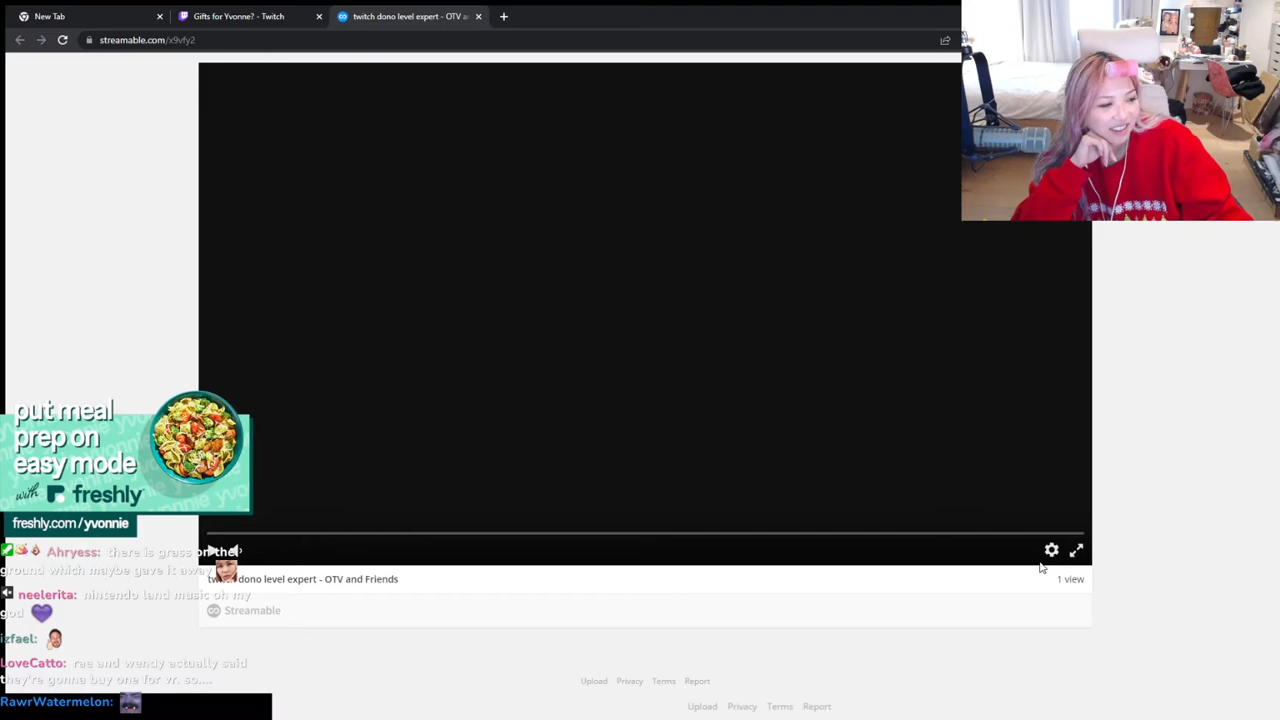 New Tab
Gifts for Yvonne? - Twitch
twitch dono level expert - OTV a
streamable.com/x9vfy2
put meal
prep on
easy mode
with freshly
freshly.com/yvonnie
Ahryess: there is grass on the
ground which maybe gave it away
neelerita: nintendo land music oh my
god
izfael:
LoveCatto: rae and wendy actually said
they're gonna buy one for vr. so....
RawrWatermelon:
twitch dono level expert - OTV and Friends
1 view
Streamable
Upload Privacy Terms Report
Upload Privacy Terms Report